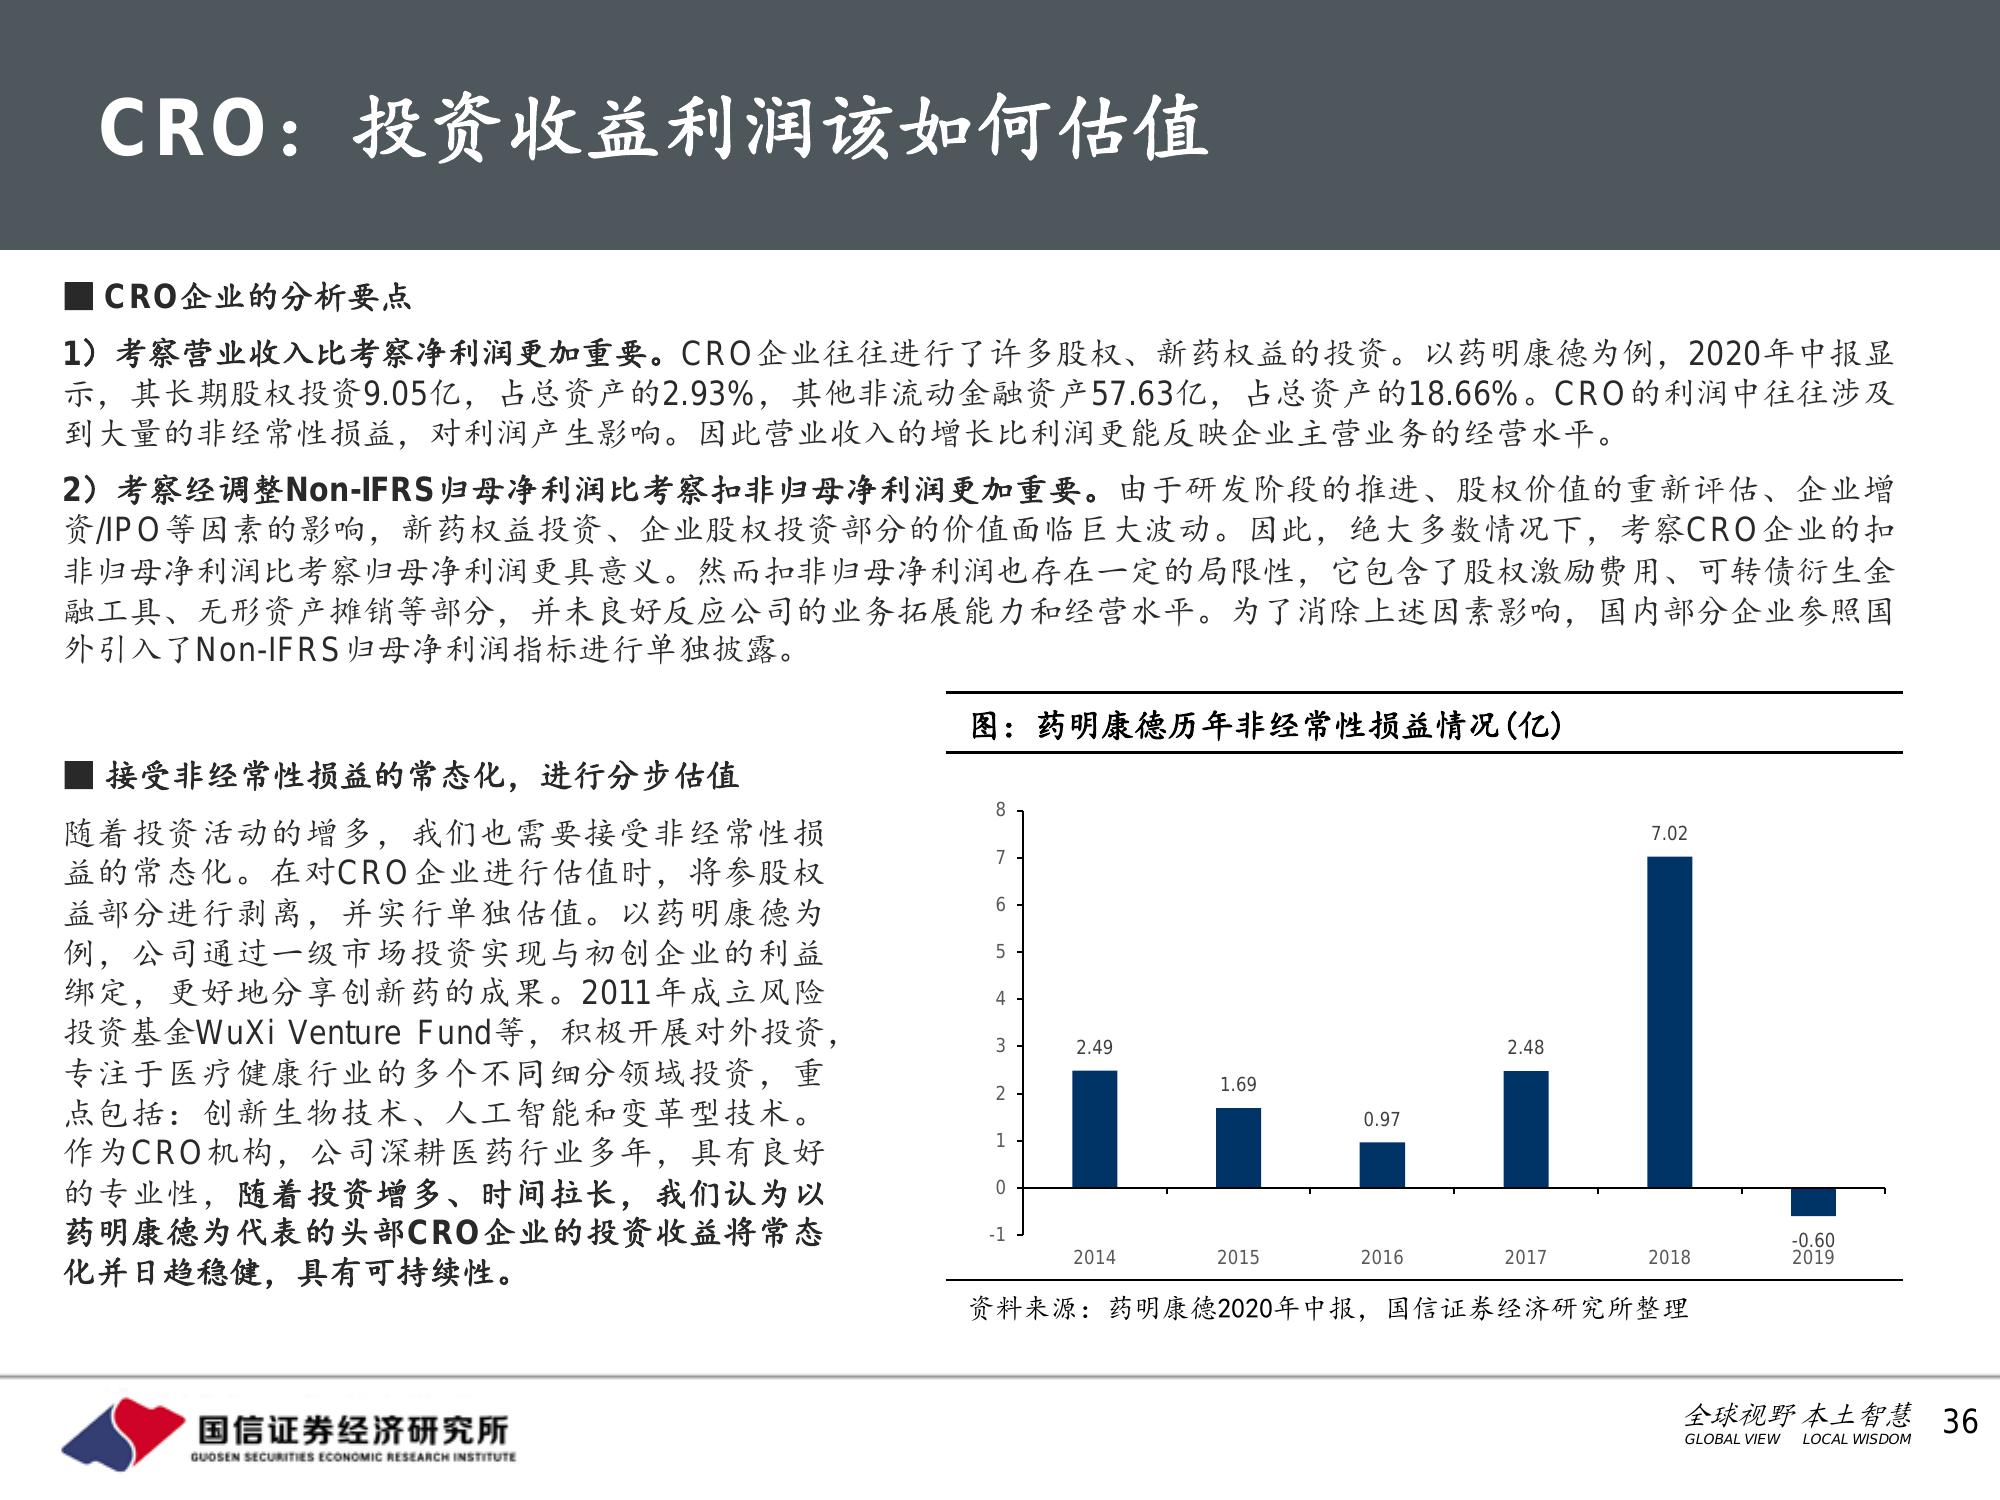 CRO：投资收益利润该如何估值
■ CRO企业的分析要点
1）考察营业收入比考察净利润更加重要。CRO企业往往进行了许多股权、新药权益的投资。以药明康德为例，2020年中报显
示，其长期股权投资9.05亿，占总资产的2.93%，其他非流动金融资产57.63亿，占总资产的18.66%。CRO的利润中往往涉及
到大量的非经常性损益，对利润产生影响。因此营业收入的增长比利润更能反映企业主营业务的经营水平。
2）考察经调整Non-IFRS归母净利润比考察扣非归母净利润更加重要。由于研发阶段的推进、股权价值的重新评估、企业增
资/IPO等因素的影响，新药权益投资、企业股权投资部分的价值面临巨大波动。因此，绝大多数情况下，考察CRO企业的扣
非归母净利润比考察归母净利润更具意义。然而扣非归母净利润也存在一定的局限性，它包含了股权激励费用、可转债衍生金
融工具、无形资产摊销等部分，并未良好反应公司的业务拓展能力和经营水平。为了消除上述因素影响，国内部分企业参照国
外引入了Non-IFRS归母净利润指标进行单独披露。
■ 接受非经常性损益的常态化，进行分步估值
随着投资活动的增多，我们也需要接受非经常性损
益的常态化。在对CRO企业进行估值时，将参股权
益部分进行剥离，并实行单独估值。以药明康德为
例，公司通过一级市场投资实现与初创企业的利益
绑定，更好地分享创新药的成果。2011年成立风险
投资基金WuXi Venture Fund等，积极开展对外投资，
专注于医疗健康行业的多个不同细分领域投资，重
点包括：创新生物技术、人工智能和变革型技术。
作为CRO机构，公司深耕医药行业多年，具有良好
的专业性，随着投资增多、时间拉长，我们认为以
药明康德为代表的头部CRO企业的投资收益将常态
化并日趋稳健，具有可持续性。
图：药明康德历年非经常性损益情况(亿)
8
7
6
5
4
3
2
1
0
-1
2.49
1.69
0.97
2.48
7.02
-0.60
2014
2015
2016
2017
2018
2019
资料来源：药明康德2020年中报，国信证券经济研究所整理
国信证券经济研究所
GUOSEN SECURITIES ECONOMIC RESEARCH INSTITUTE
全球视野 本土智慧
GLOBAL VIEW LOCAL WISDOM
36